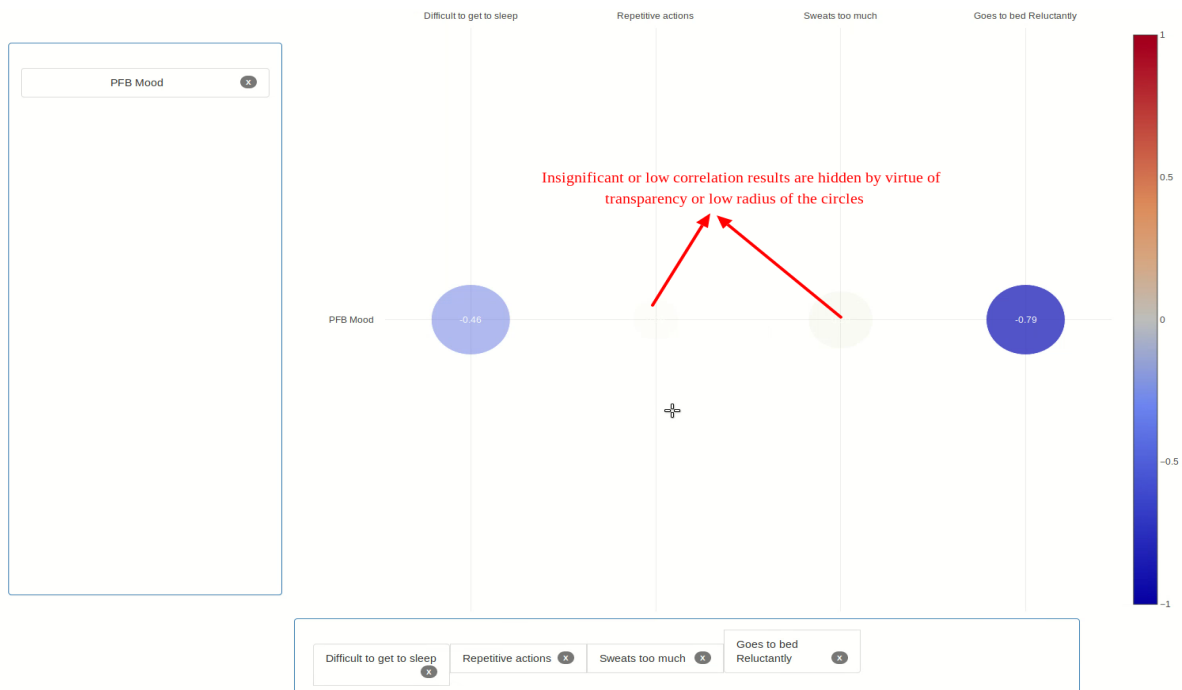 Difficult to get to sleep
Repetitive actions
Sweats too much
Goes to bed Reluctantly
PFB Mood
x
Insignificant or low correlation results are hidden by virtue of
transparency or low radius of the circles
PFB Mood
-0.46
-0.79
1
0.5
0
−0.5
−1
Difficult to get to sleep
x
Repetitive actions x
Sweats too much x
Goes to bed
Reluctantly x